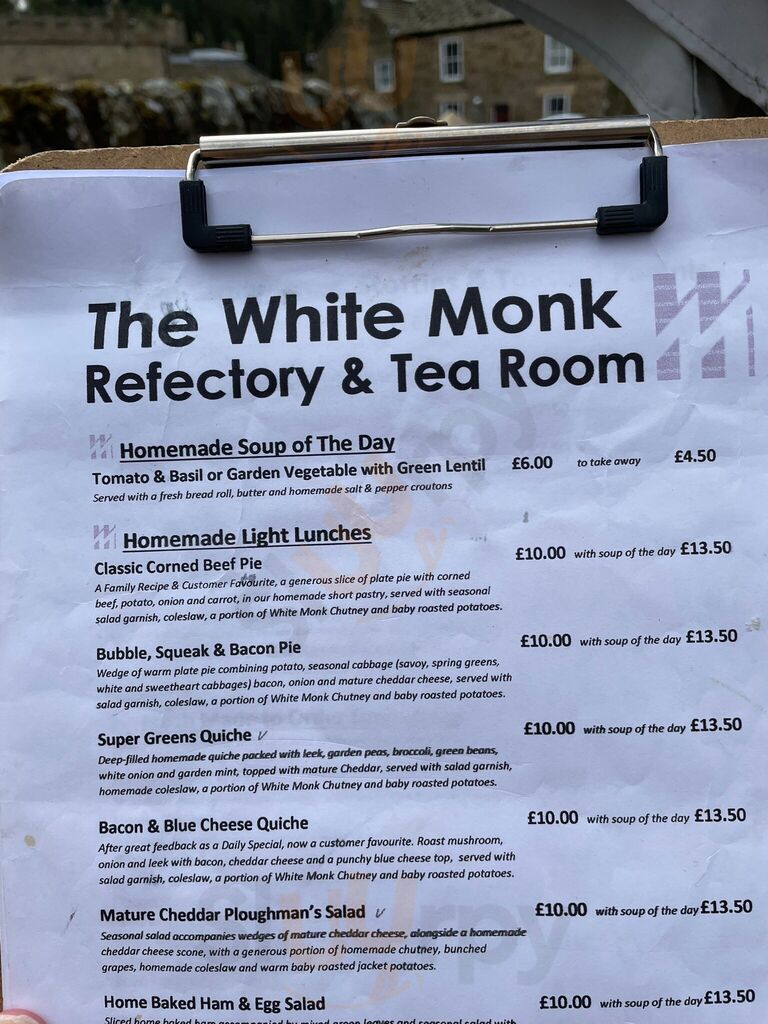 The White Monk
Refectory & Tea Room
Homemade Soup of The Day
Tomato & Basil or Garden Vegetable with Green Lentil £6.00 to take away £4.50
Served with a fresh bread roll, butter and homemade salt & pepper croutons
Homemade Light Lunches
Classic Corned Beef Pie £10.00 with soup of the day £13.50
A Family Recipe & Customer Favourite, a generous slice of plate pie with corned
beef, potato, onion and carrot, in our homemade short pastry, served with seasonal
salad garnish, coleslaw, a portion of White Monk Chutney and baby roasted potatoes.
Bubble, Squeak & Bacon Pie £10.00 with soup of the day £13.50
Wedge of warm plate pie combining potato, seasonal cabbage (savoy, spring greens,
white and sweetheart cabbages) bacon, onion and mature cheddar cheese, served with
salad garnish, coleslaw, a portion of White Monk Chutney and baby roasted potatoes.
Super Greens Quiche V £10.00 with soup of the day £13.50
Deep-filled homemade quiche packed with leek, garden peas, broccoli, green beans,
white onion and garden mint, topped with mature Cheddar, served with salad garnish,
homemade coleslaw, a portion of White Monk Chutney and baby roasted potatoes.
Bacon & Blue Cheese Quiche £10.00 with soup of the day £13.50
After great feedback as a Daily Special, now a customer favourite. Roast mushroom,
onion and leek with bacon, cheddar cheese and a punchy blue cheese top, served with
salad garnish, coleslaw, a portion of White Monk Chutney and baby roasted potatoes.
Mature Cheddar Ploughman's Salad V £10.00 with soup of the day £13.50
Seasonal salad accompanies wedges of mature cheddar cheese, alongside a homemade
cheddar cheese scone, with a generous portion of homemade chutney, bunched
grapes, homemade coleslaw and warm baby roasted jacket potatoes.
Home Baked Ham & Egg Salad £10.00 with soup of the day £13.50
Sliced home baked ham accompanied by mixed green leaves and seasonal salad with